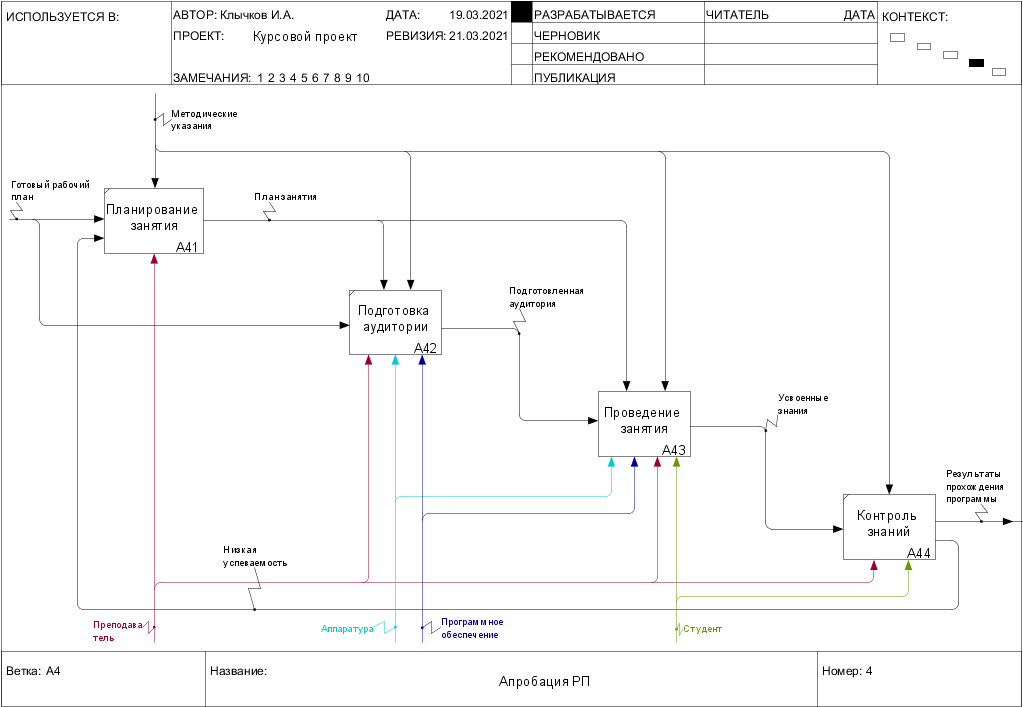 ИСПОЛЬЗУЕТСЯ В:
АВТОР: Клычков И.А.
ДАТА: 19.03.2021
РАЗРАБАТЫВАЕТСЯ
ЧИТАТЕЛЬ
ДАТА
КОНТЕКСТ:
ПРОЕКТ: Курсовой проект
РЕВИЗИЯ: 21.03.2021
ЧЕРНОВИК
РЕКОМЕНДОВАНО
ЗАМЕЧАНИЯ: 1 2 3 4 5 6 7 8 9 10
ПУБЛИКАЦИЯ
Методические
указания
Готовый рабочий
план
Планирование
занятия
A41
План занятия
Подготовка
аудитории
A42
Подготовленная
аудитория
Проведение
занятия
A43
Усвоенные
знания
Результаты
прохождения
программы
Контроль
знаний
A44
Низкая
успеваемость
Преподава
тель
Аппаратура
Программное
обеспечение
Студент
Ветка: A4
Название:
Апробация РП
Номер: 4